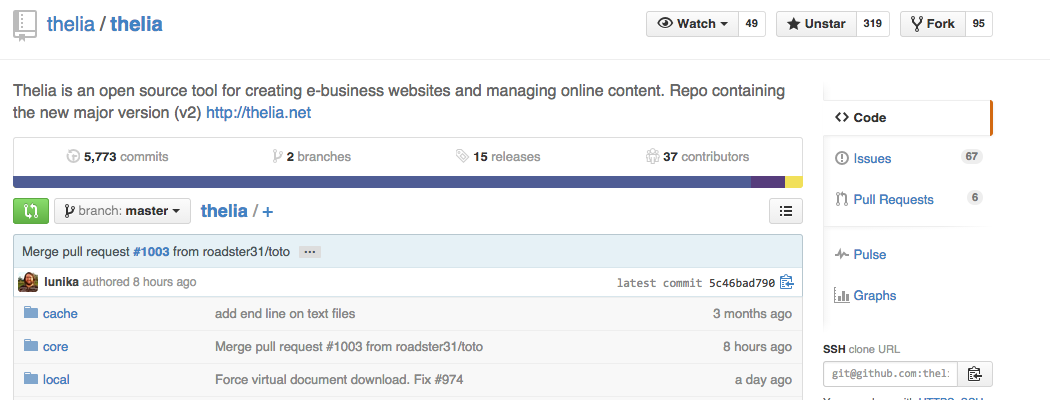 thelia / thelia
Watch 49 Unstar 319 Fork 95
Thelia is an open source tool for creating e-business websites and managing online content. Repo containing
the new major version (v2) http://thelia.net
5,773 commits 2 branches 15 releases 37 contributors
branch: master thelia / +
Merge pull request #1003 from roadster31/toto ...
lunika authored 8 hours ago latest commit 5c46bad790
cache add end line on text files 3 months ago
core Merge pull request #1003 from roadster31/toto 8 hours ago
local Force virtual document download. Fix #974 a day ago
Code
Issues 67
Pull Requests 6
Pulse
Graphs
SSH clone URL
git@github.com:thel